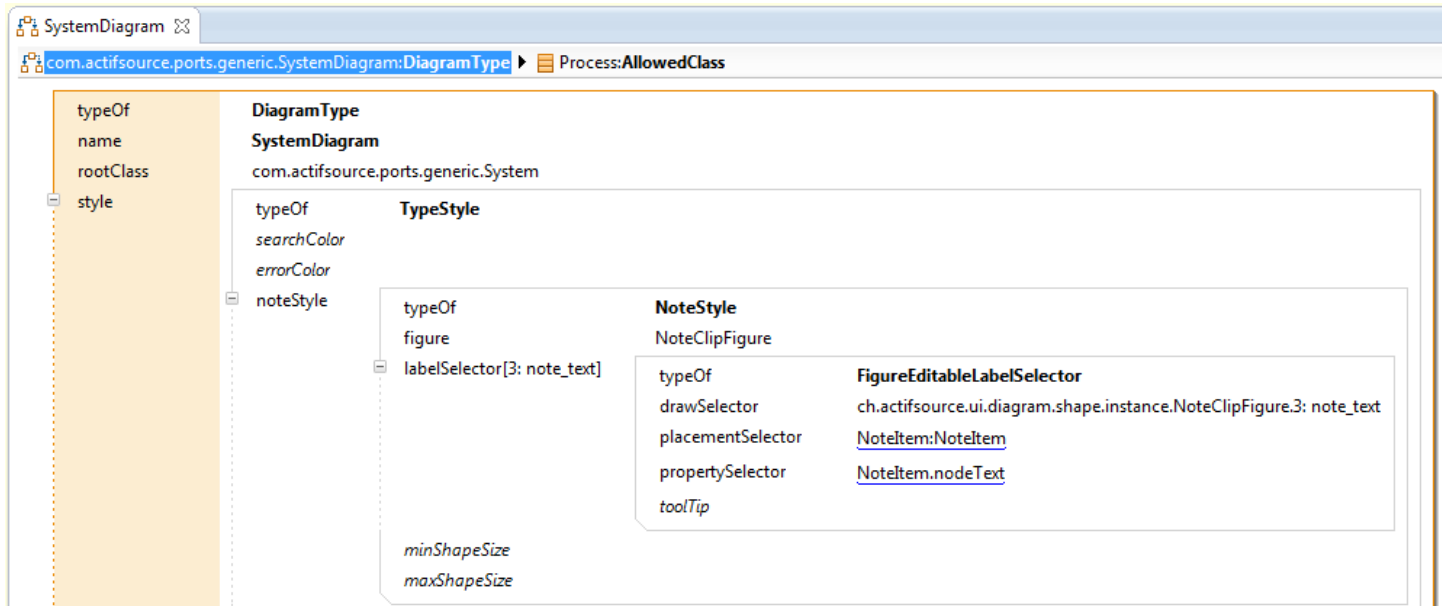 SystemDiagram
com.actifsource.ports.generic.SystemDiagram:DiagramType Process:AllowedClass
typeOf DiagramType
name SystemDiagram
rootClass com.actifsource.ports.generic.System
style typeOf TypeStyle
searchColor
errorColor
noteStyle typeOf NoteStyle
figure NoteClipFigure
labelSelector[3: note_text] typeOf FigureEditableLabelSelector
drawSelector ch.actifsource.ui.diagram.shape.instance.NoteClipFigure.3: note_text
placementSelector NoteItem:NoteItem
propertySelector NoteItem.nodeText
toolTip
minShapeSize
maxShapeSize